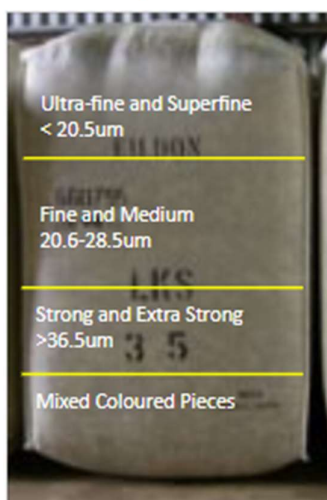 Ultra-fine and Superfine
< 20.5um
Fine and Medium
20.6-28.5um
LKS
Strong and Extra Strong
>36.5um
3 5
Mixed Coloured Pieces